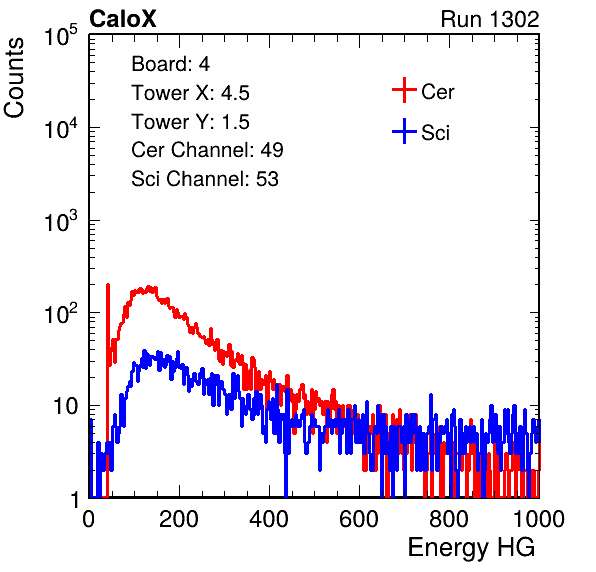 CaloX Run 1302
Counts
10^5
10^4
10^3
10^2
10
1
Board: 4
Tower X: 4.5
Tower Y: 1.5
Cer Channel: 49
Sci Channel: 53
Cer
Sci
0 200 400 600 800 1000
Energy HG